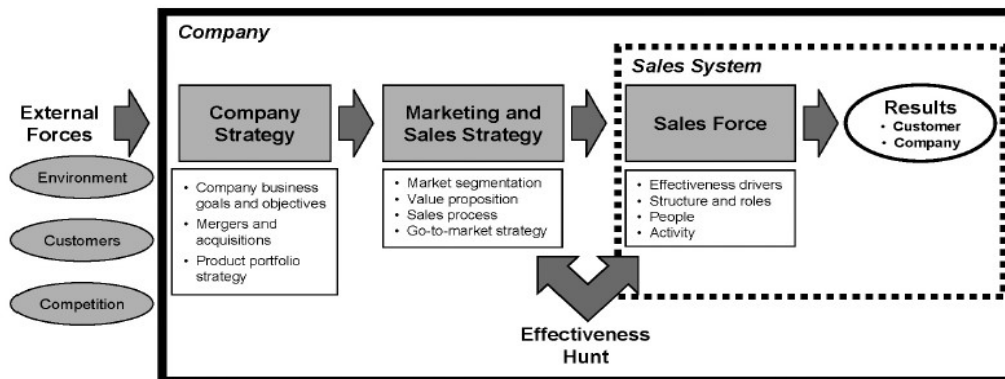 Company
Sales System
External
Forces
Environment
Customers
Competition
Company
Strategy
• Company business
goals and objectives
• Mergers and
acquisitions
• Product portfolio
strategy
Marketing and
Sales Strategy
• Market segmentation
• Value proposition
• Sales process
• Go-to-market strategy
Sales Force
• Effectiveness drivers
• Structure and roles
• People
• Activity
Results
• Customer
• Company
Effectiveness
Hunt